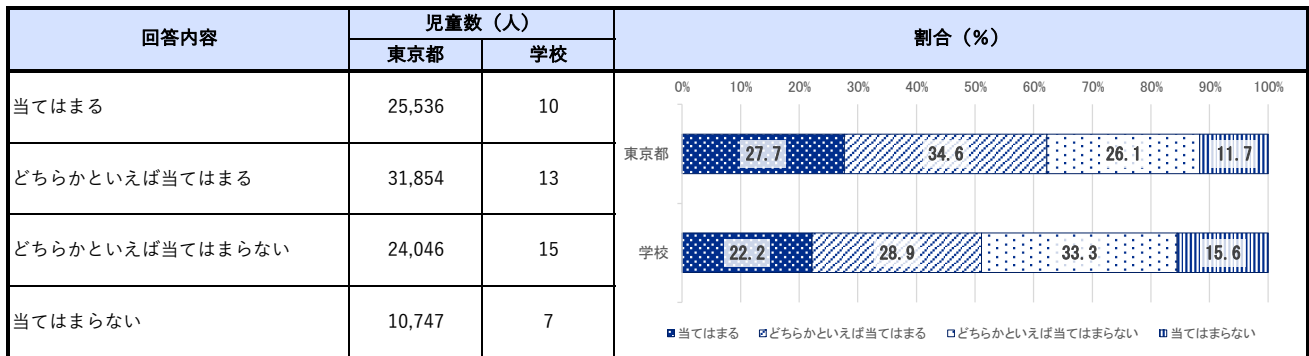 回答内容 児童数（人） 割合（%）
東京都 学校
当てはまる 25,536 10
どちらかといえば当てはまる 31,854 13
どちらかといえば当てはまらない 24,046 15
当てはまらない 10,747 7
0% 10% 20% 30% 40% 50% 60% 70% 80% 90% 100%
東京都 27.7 34.6 26.1 11.7
学校 22.2 28.9 33.3 15.6
当てはまる どちらかといえば当てはまる どちらかといえば当てはまらない 当てはまらない